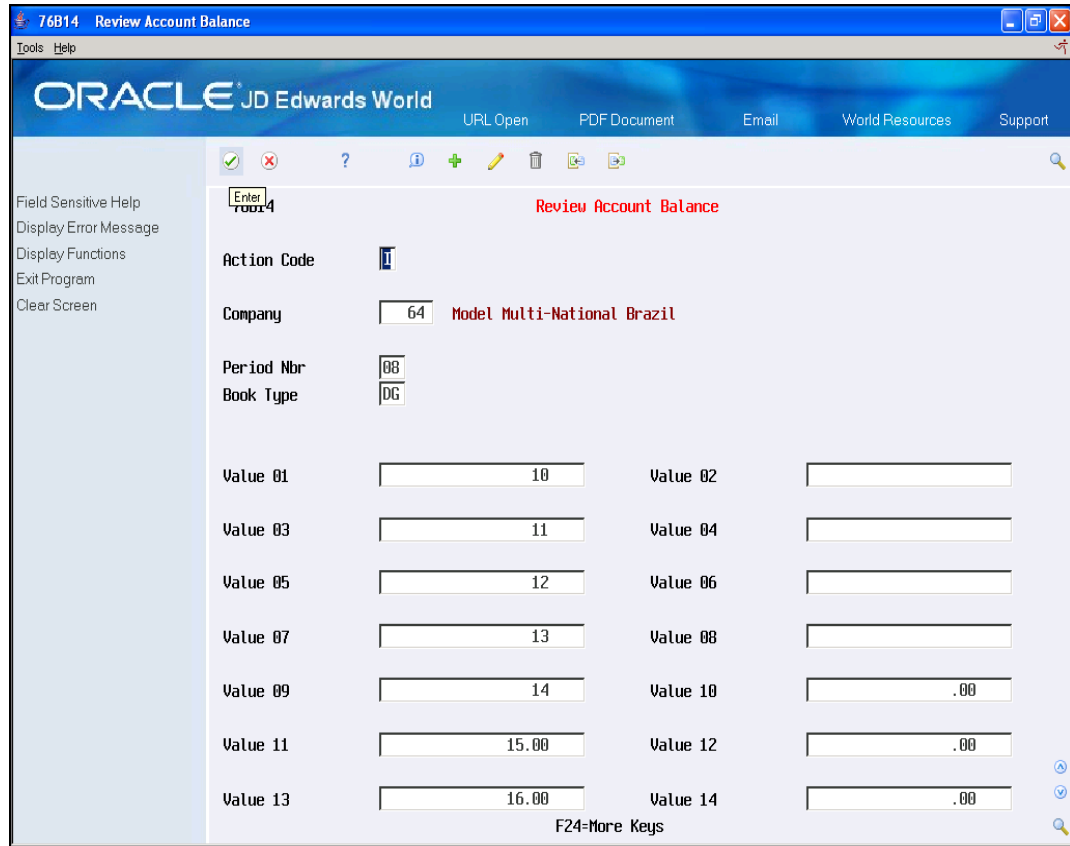 76B14 Review Account Balance
Tools Help
ORACLE JD Edwards World
URL Open PDF Document Email World Resources Support
?
Enter
Field Sensitive Help
Display Error Message
Display Functions
Exit Program
Clear Screen
76B14 Review Account Balance
Action Code I
Company 64 Model Multi-National Brazil
Period Nbr 08
Book Type DG
Value 01 10 Value 02
Value 03 11 Value 04
Value 05 12 Value 06
Value 07 13 Value 08
Value 09 14 Value 10 .00
Value 11 15.00 Value 12 .00
Value 13 16.00 Value 14 .00
F24=More Keys